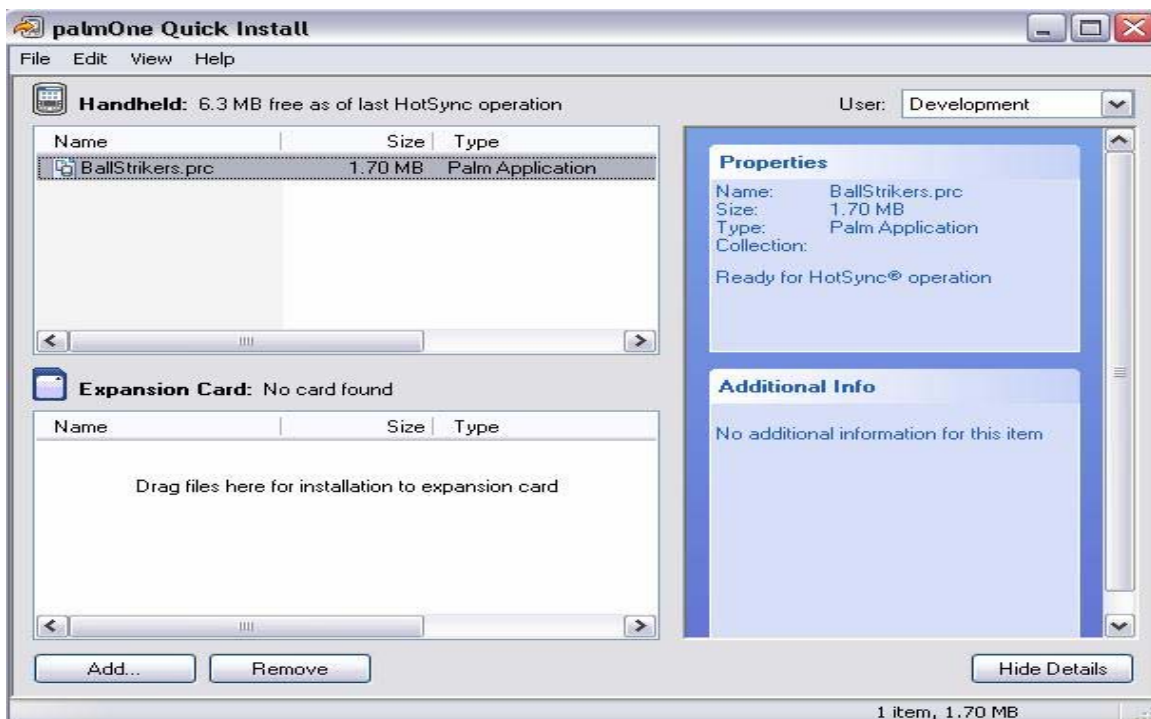 palmOne Quick Install
File Edit View Help
Handheld: 6.3 MB free as of last HotSync operation
User: Development
Name Size Type
BallStrikers.prc 1.70 MB Palm Application
Properties
Name: BallStrikers.prc
Size: 1.70 MB
Type: Palm Application
Collection:
Ready for HotSync® operation
Expansion Card: No card found
Name Size Type
Drag files here for installation to expansion card
Additional Info
No additional information for this item
Add... Remove Hide Details
1 item, 1.70 MB